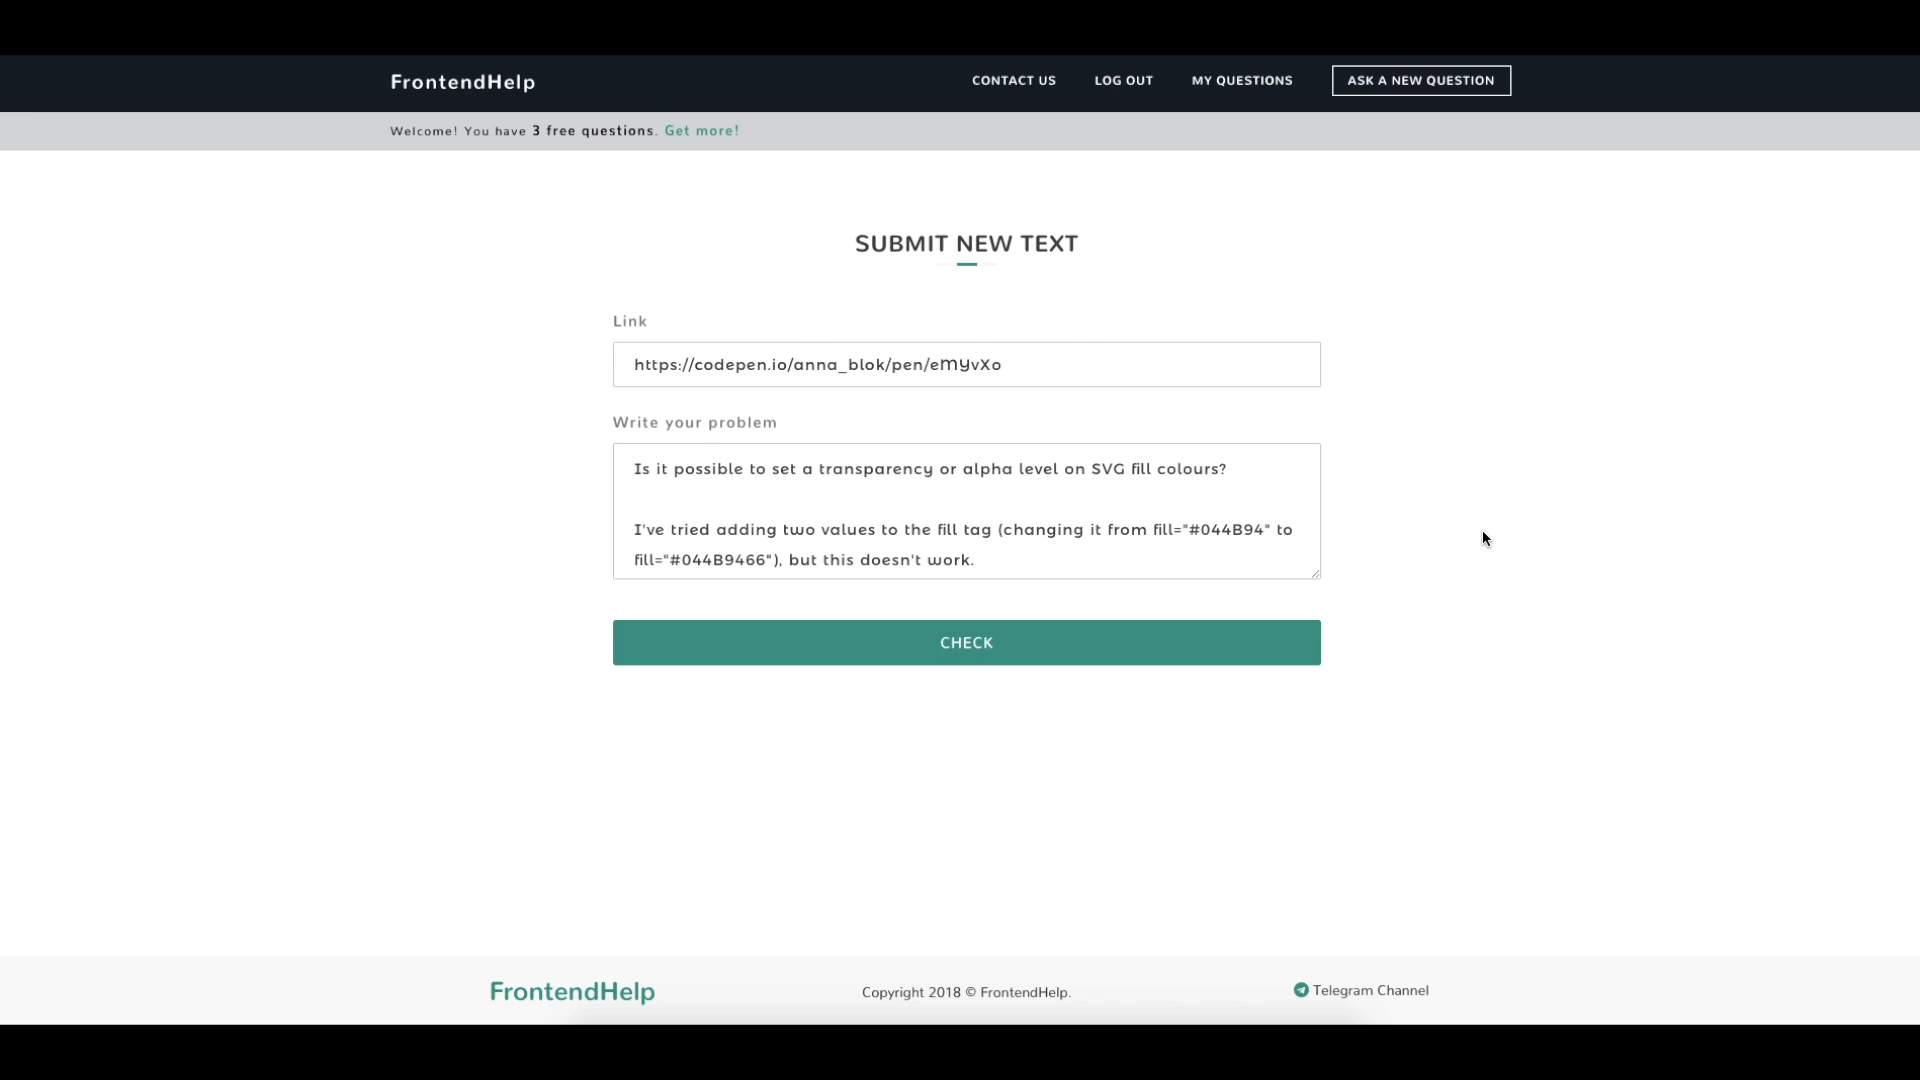 FrontendHelp
CONTACT US
LOG OUT
MY QUESTIONS
ASK A NEW QUESTION
Welcome! You have 3 free questions. Get more!
SUBMIT NEW TEXT
Link
https://codepen.io/anna_blok/pen/eMYvXo
Write your problem
Is it possible to set a transparency or alpha level on SVG fill colours?
I've tried adding two values to the fill tag (changing it from fill="#044B94" to
fill="#044B9466"), but this doesn't work.
CHECK
FrontendHelp
Copyright 2018 © FrontendHelp.
Telegram Channel